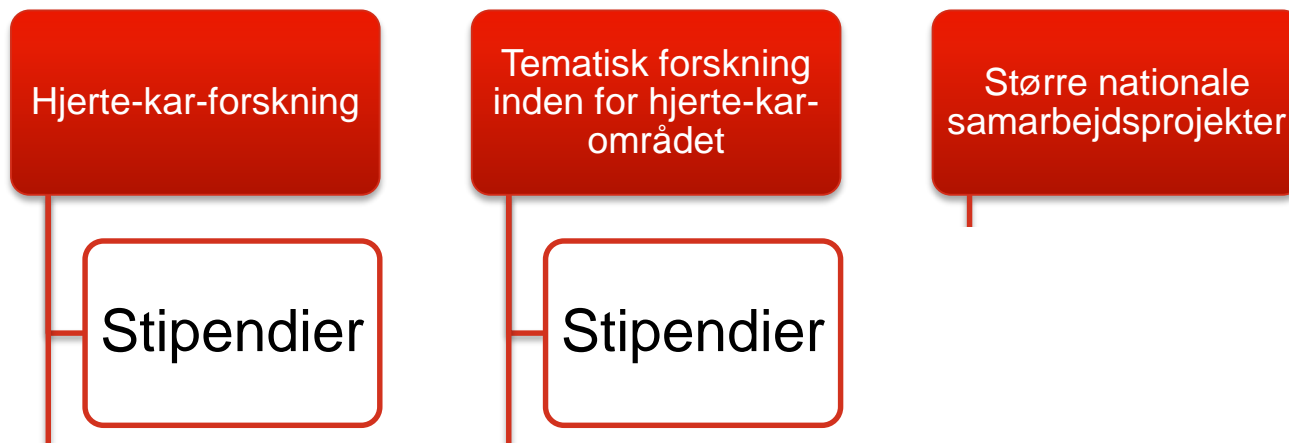 Hjerte-kar-forskning
Tematisk forskning
inden for hjerte-kar-
området
Større nationale
samarbejdsprojekter
Stipendier
Stipendier